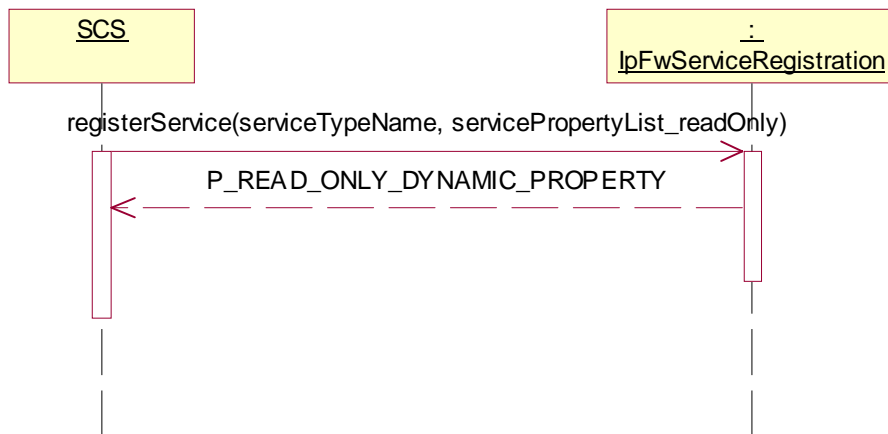 SCS
:
IpFwServiceRegistration
registerService(serviceTypeName, servicePropertyList_readOnly)
P_READ_ONLY_DYNAMIC_PROPERTY